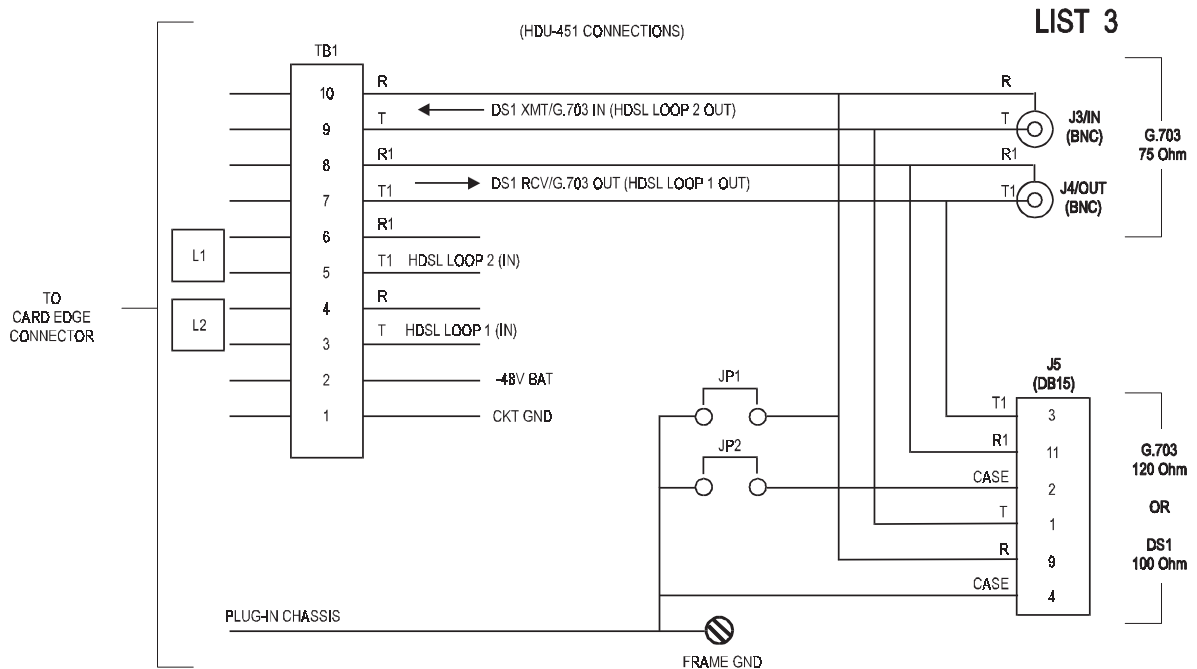 LIST 3
(HDU-451 CONNECTIONS)
TB1
10 R R
DS1 XMT/G.703 IN (HDSL LOOP 2 OUT)
9 T T
J3/IN
(BNC)
8 R1 R1
DS1 RCV/G.703 OUT (HDSL LOOP 1 OUT)
7 T1 T1
J4/OUT
(BNC)
G.703
75 Ohm
6 R1
L1
5 T1 HDSL LOOP 2 (IN)
4 R
L2
3 T HDSL LOOP 1 (IN)
2 -48V BAT
1 CKT GND
TO
CARD EDGE
CONNECTOR
JP1
JP2
J5
(DB15)
T1 3
R1 11
CASE 2
T 1
R 9
CASE 4
G.703
120 Ohm
OR
DS1
100 Ohm
PLUG-IN CHASSIS
FRAME GND